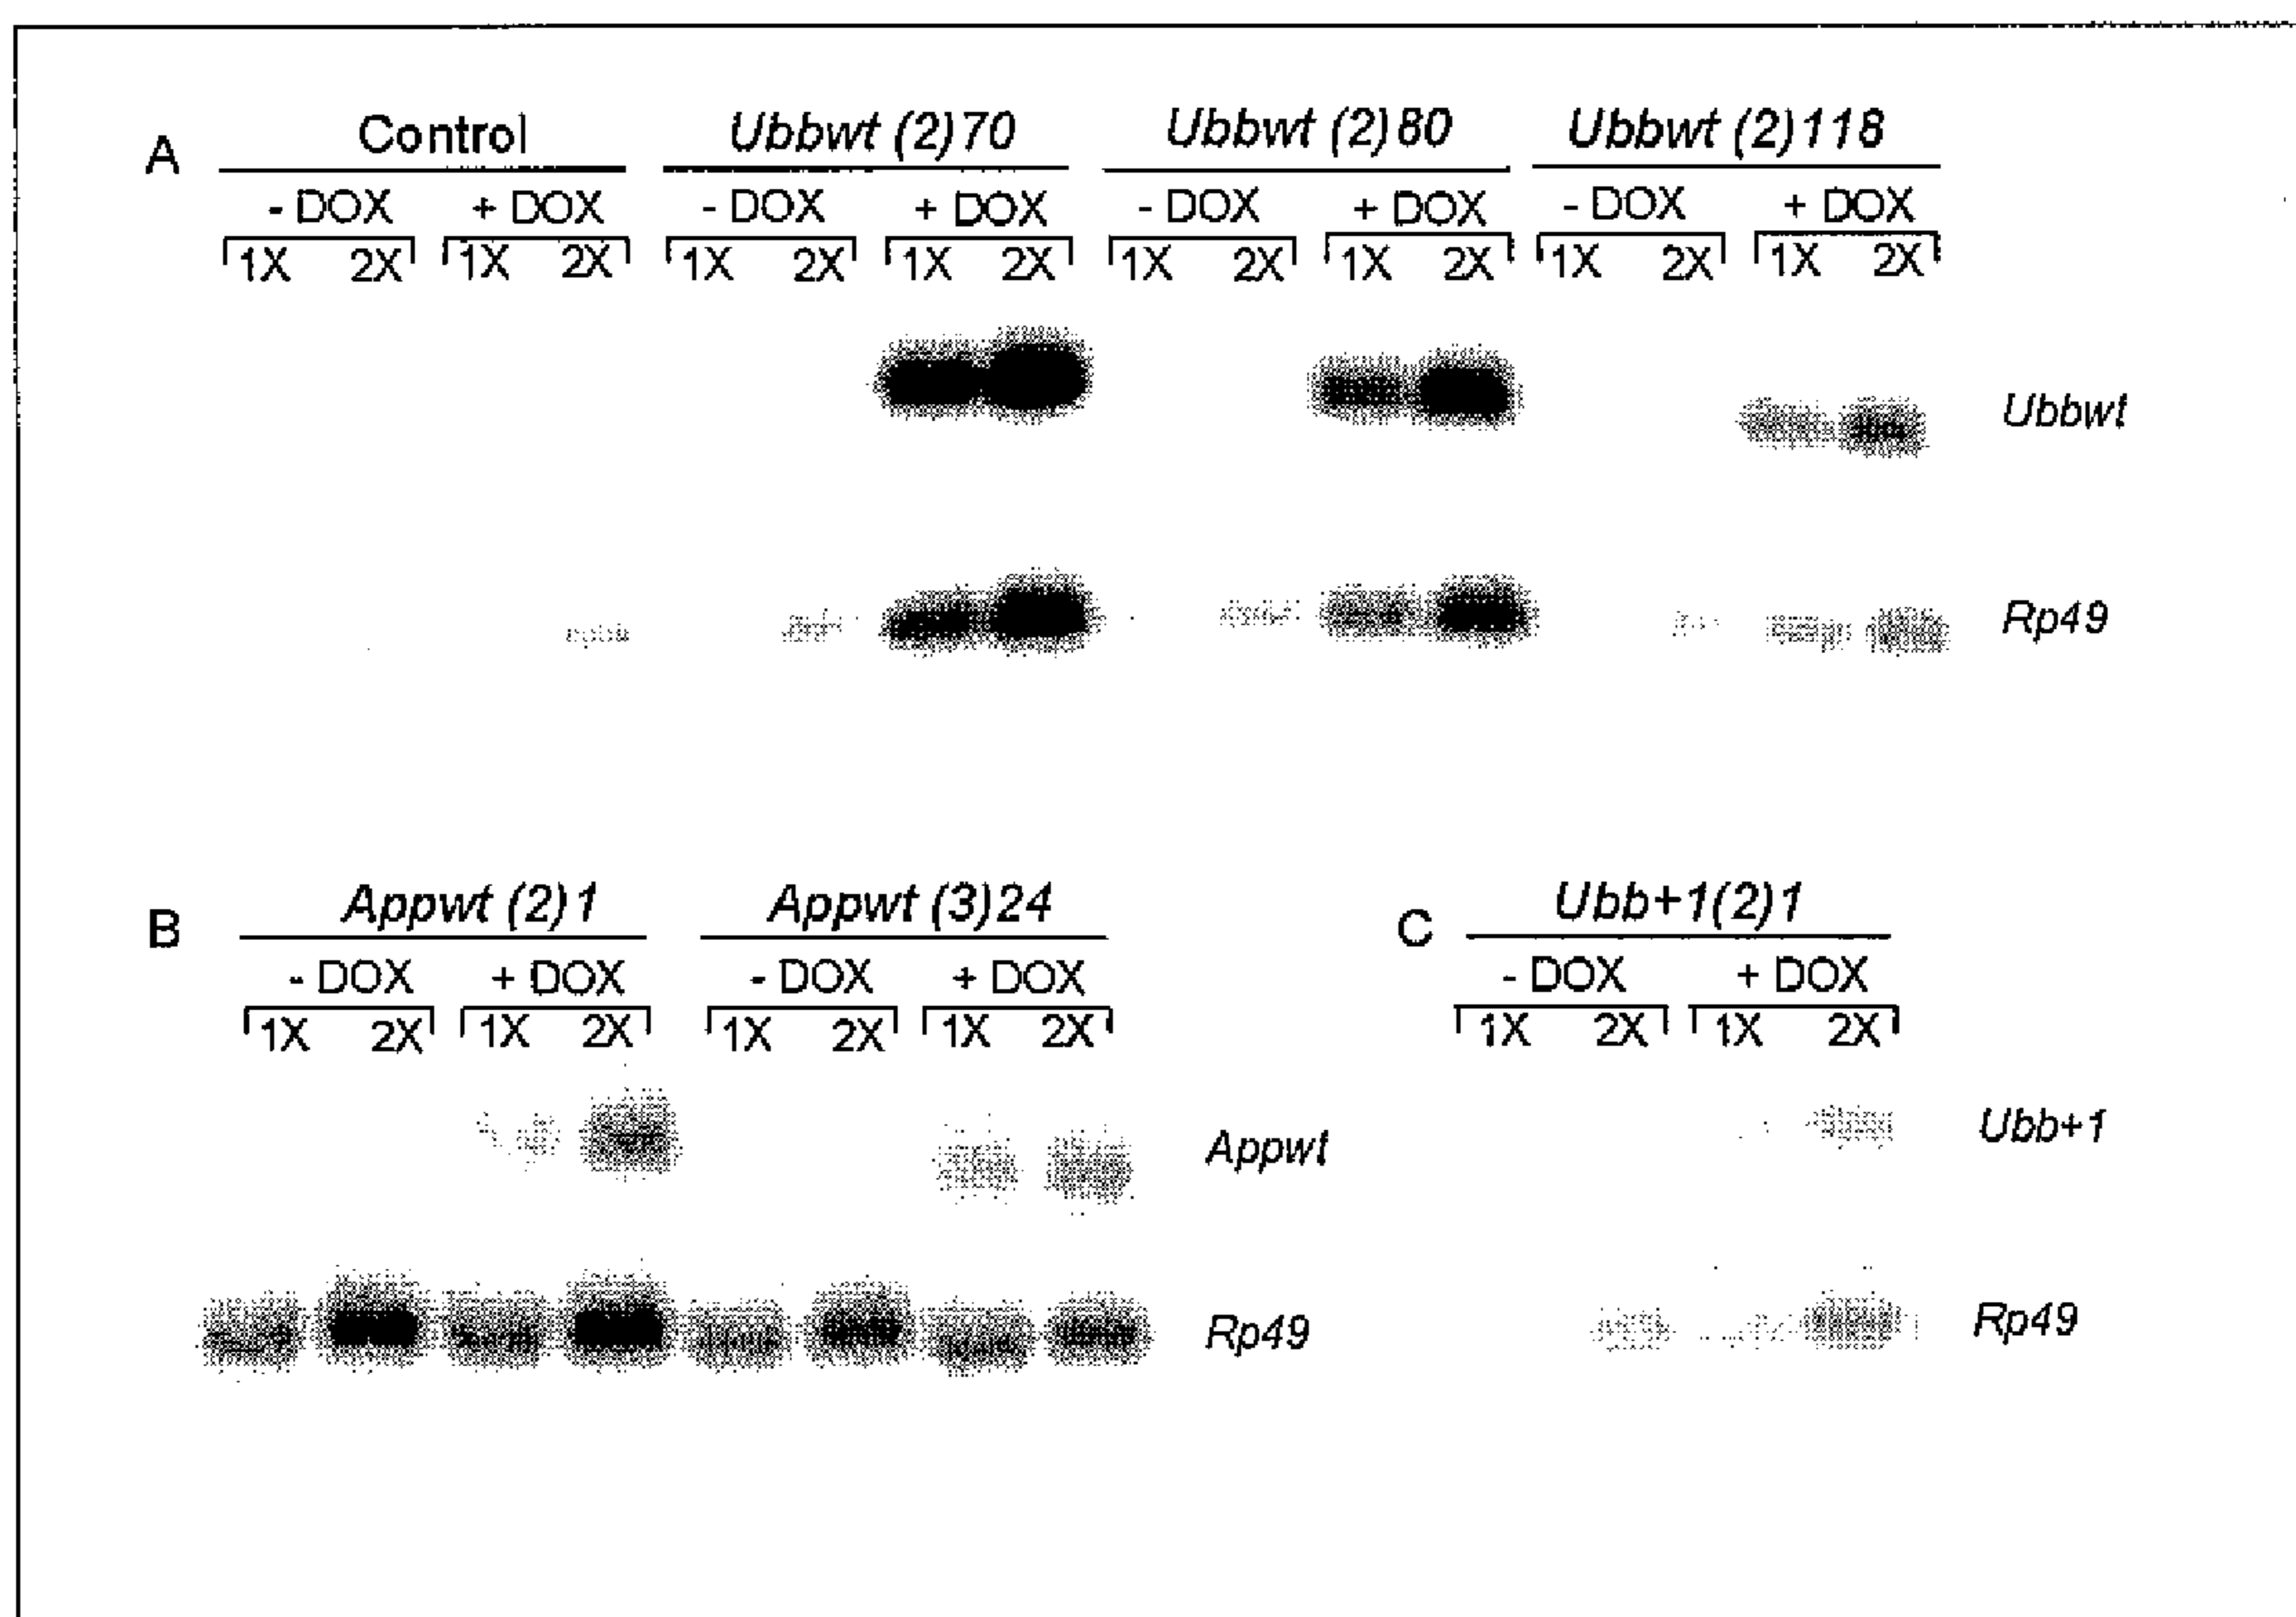 A Control Ubbwt (2)70 Ubbwt (2)80 Ubbwt (2)118
- DOX + DOX - DOX + DOX - DOX + DOX - DOX + DOX
1X 2X 1X 2X 1X 2X 1X 2X 1X 2X 1X 2X 1X 2X 1X 2X
Ubbwt
Rp49
B Appwt (2)1 Appwt (3)24 C Ubb+1(2)1
- DOX + DOX - DOX + DOX - DOX + DOX
1X 2X 1X 2X 1X 2X 1X 2X 1X 2X 1X 2X
Appwt Ubb+1
Rp49 Rp49